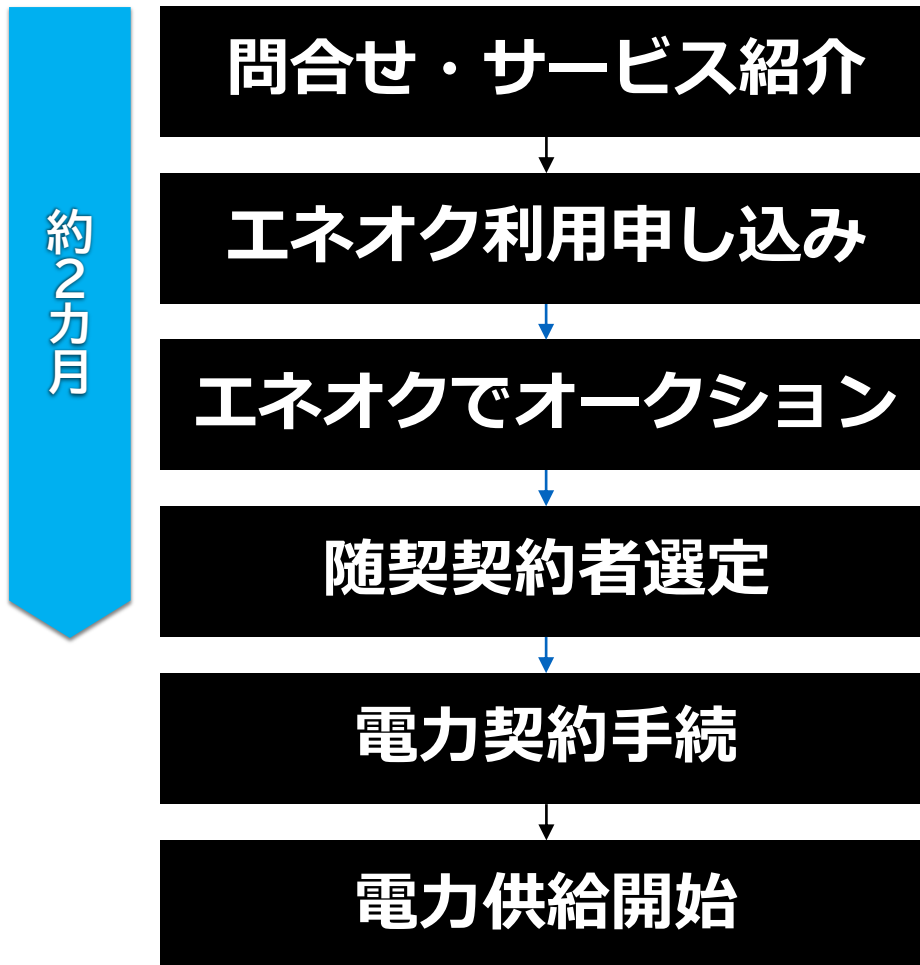 約２カ月
問合せ・サービス紹介
エネオク利用申し込み
エネオクでオークション
随契契約者選定
電力契約手続
電力供給開始